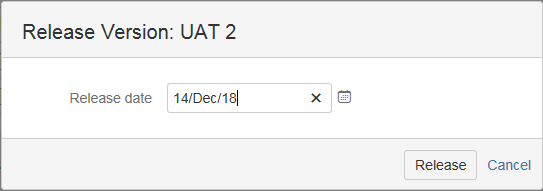 Release Version: UAT 2
Release date 14/Dec/18
Release Cancel